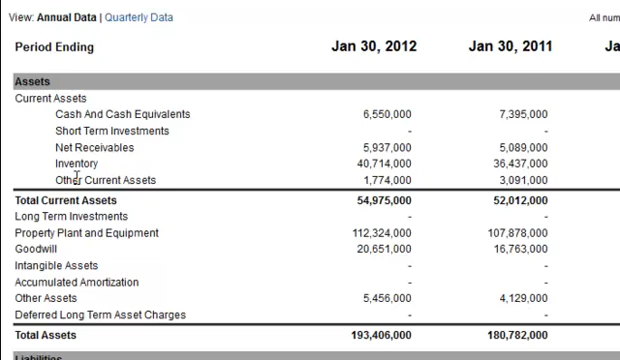 View: Annual Data | Quarterly Data All num
Period Ending Jan 30, 2012 Jan 30, 2011 Ja
Assets
Current Assets
Cash And Cash Equivalents 6,550,000 7,395,000
Short Term Investments - -
Net Receivables 5,937,000 5,089,000
Inventory 40,714,000 36,437,000
Other Current Assets 1,774,000 3,091,000
Total Current Assets 54,975,000 52,012,000
Long Term Investments - -
Property Plant and Equipment 112,324,000 107,878,000
Goodwill 20,651,000 16,763,000
Intangible Assets - -
Accumulated Amortization - -
Other Assets 5,456,000 4,129,000
Deferred Long Term Asset Charges - -
Total Assets 193,406,000 180,782,000
Liabilities